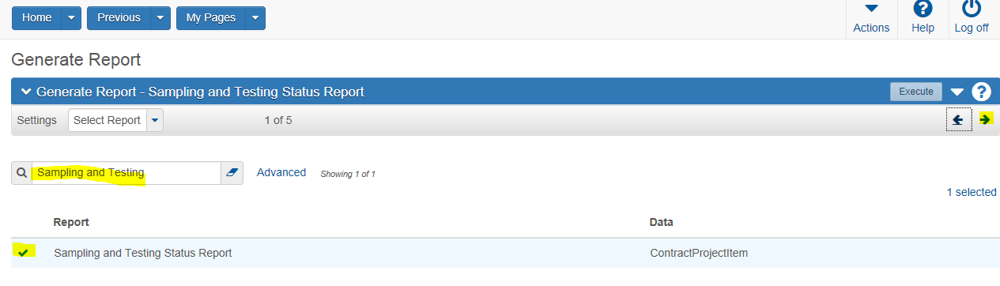 Home Previous My Pages Actions Help Log off
Generate Report
Generate Report - Sampling and Testing Status Report Execute
Settings Select Report 1 of 5
Sampling and Testing Advanced Showing 1 of 1
1 selected
Report Data
Sampling and Testing Status Report ContractProjectItem